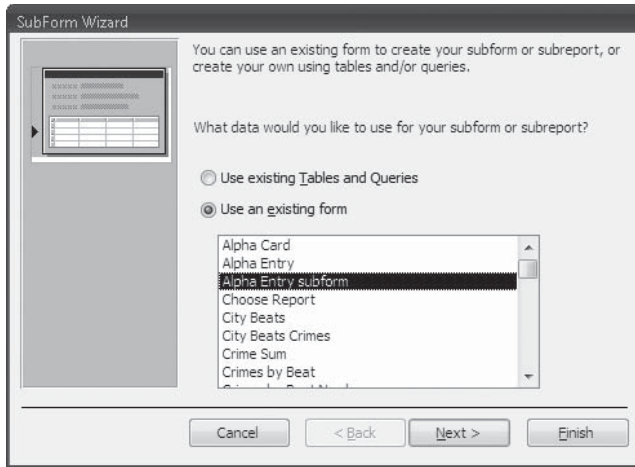 SubForm Wizard
You can use an existing form to create your subform or subreport, or
create your own using tables and/or queries.
What data would you like to use for your subform or subreport?
Use existing Tables and Queries
Use an existing form
Alpha Card
Alpha Entry
Alpha Entry subform
Choose Report
City Beats
City Beats Crimes
Crime Sum
Crimes by Beat
Cancel
< Back
Next >
Finish